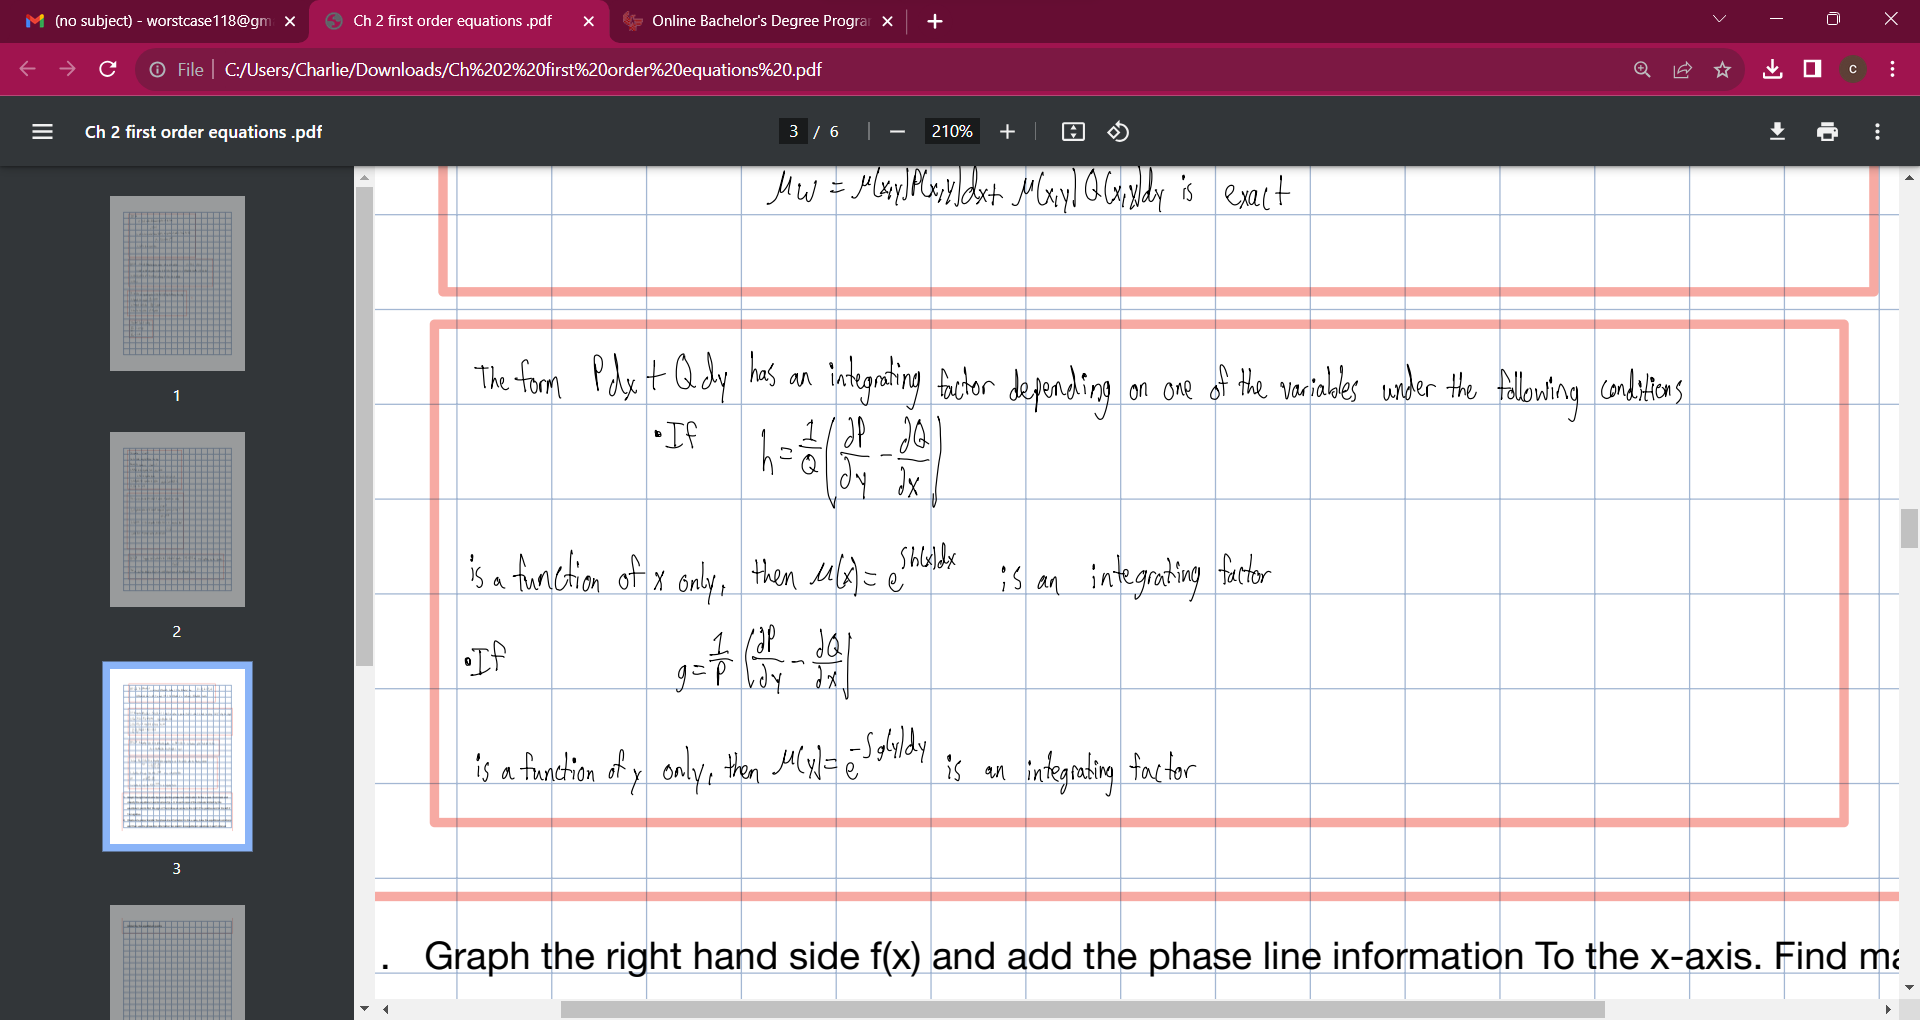 (no subject) - worstcase118@gm
Ch 2 first order equations .pdf
Online Bachelor's Degree Progra
File
C:/Users/Charlie/Downloads/Ch%202%20first%20order%20equations%20.pdf
c
Ch 2 first order equations .pdf
3 / 6
210%
1
2
3
μw = μ(x,y)P(x,y)dx + μ(x,y)Q(x,y)dy is exact
The form Pdx + Qdy has an integrating factor depending on one of the variables under the following conditions
•If h = 1/Q (∂P/∂y - ∂Q/∂x)
is a function of x only, then μ(x) = e^∫h(x)dx is an integrating factor
•If g = 1/P (∂P/∂y - ∂Q/∂x)
is a function of y only, then μ(y) = e^-∫g(y)dy is an integrating factor
. Graph the right hand side f(x) and add the phase line information To the x-axis. Find ma